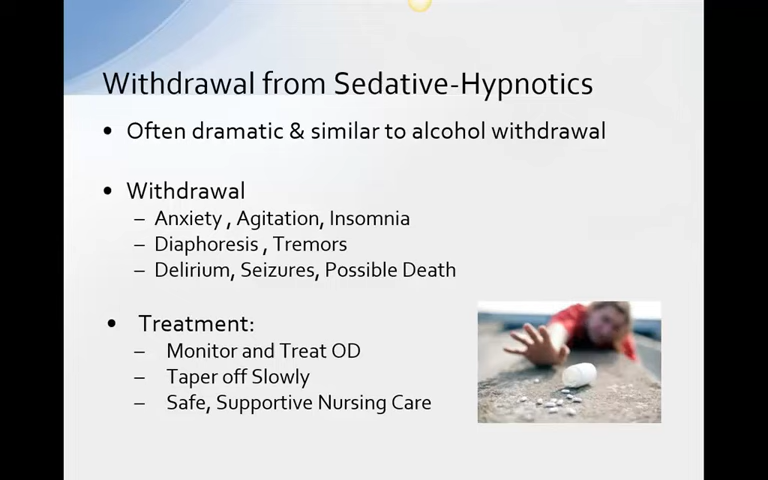 Withdrawal from Sedative-Hypnotics
• Often dramatic & similar to alcohol withdrawal
• Withdrawal
– Anxiety , Agitation, Insomnia
– Diaphoresis , Tremors
– Delirium, Seizures, Possible Death
• Treatment:
– Monitor and Treat OD
– Taper off Slowly
– Safe, Supportive Nursing Care